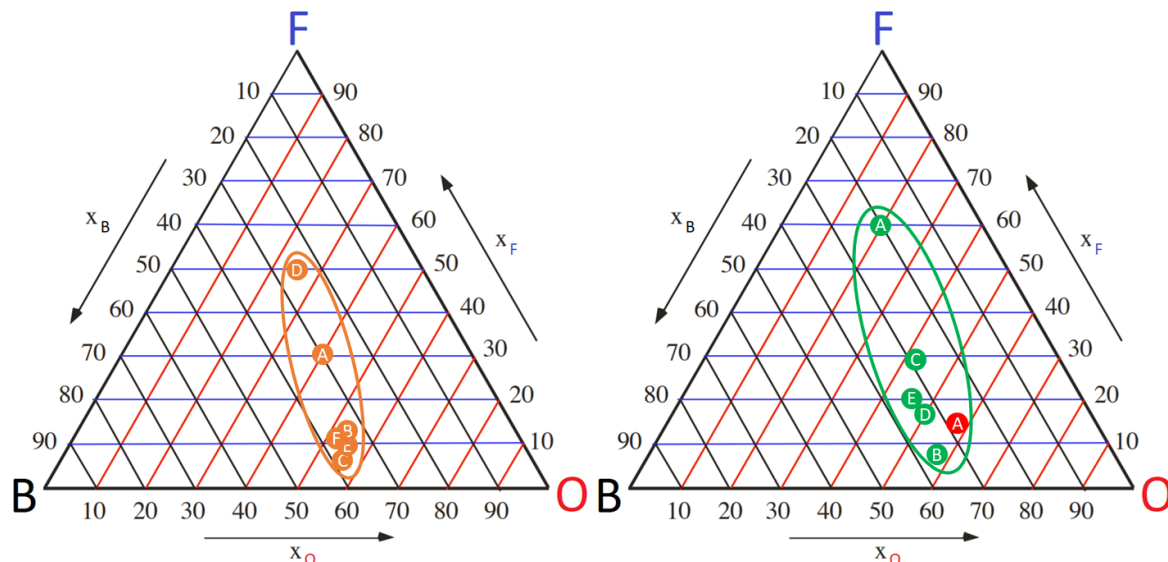 F F
10 90 10 90
20 80 20 80
30 70 30 70
x B 40 60 x F x B 40 60 x F
50 D 50 50 A 50
60 40 60 40
70 A 30 70 C 30
80 20 80 E D 20
90 F B E C 10 90 B A 10
B O B O
10 20 30 40 50 60 70 80 90 10 20 30 40 50 60 70 80 90
x O x O